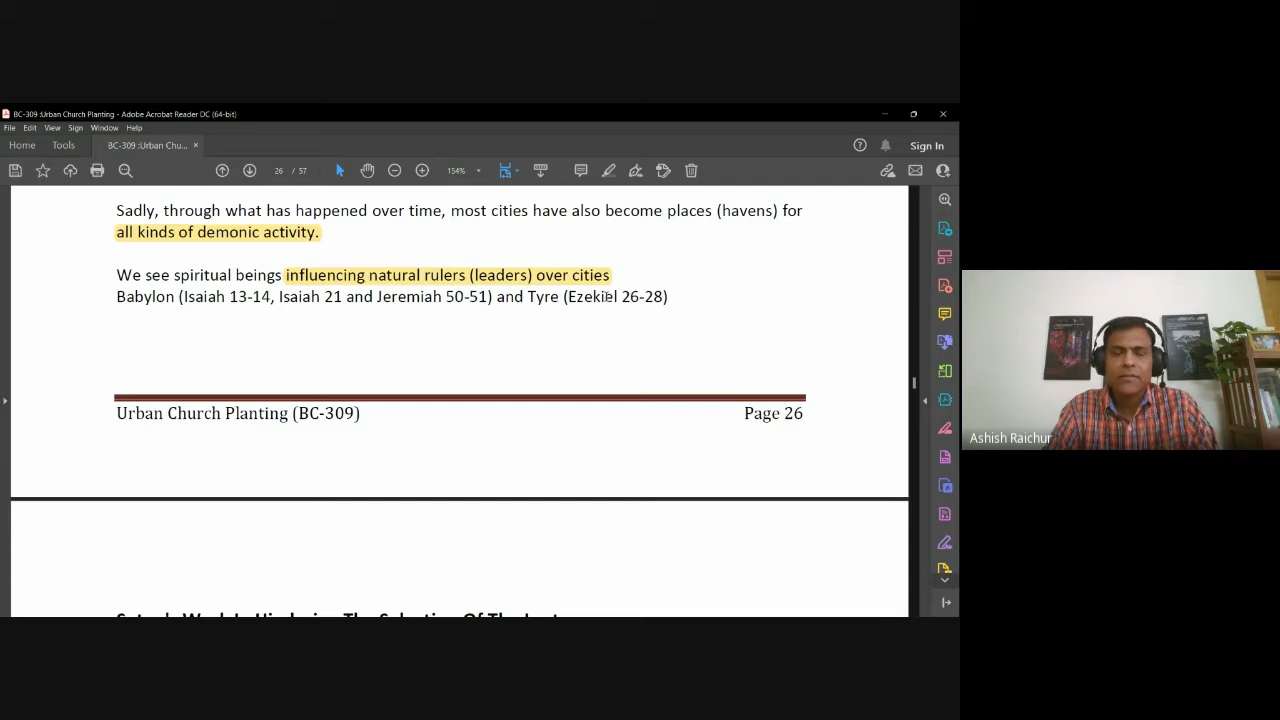 BC-309 :Urban Church Planting - Adobe Acrobat Reader DC (64-bit)
File Edit View Sign Window Help
Home Tools BC-309 :Urban Chu... × Sign In
26 / 57 154%
Sadly, through what has happened over time, most cities have also become places (havens) for
all kinds of demonic activity.
We see spiritual beings influencing natural rulers (leaders) over cities
Babylon (Isaiah 13-14, Isaiah 21 and Jeremiah 50-51) and Tyre (Ezekiel 26-28)
Urban Church Planting (BC-309) Page 26
Ashish Raichur